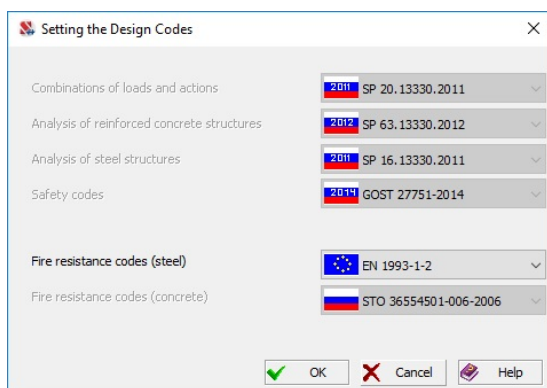 Setting the Design Codes
Combinations of loads and actions
2011 SP 20.13330.2011
Analysis of reinforced concrete structures
2012 SP 63.13330.2012
Analysis of steel structures
2011 SP 16.13330.2011
Safety codes
2014 GOST 27751-2014
Fire resistance codes (steel)
EN 1993-1-2
Fire resistance codes (concrete)
STO 36554501-006-2006
OK
Cancel
Help